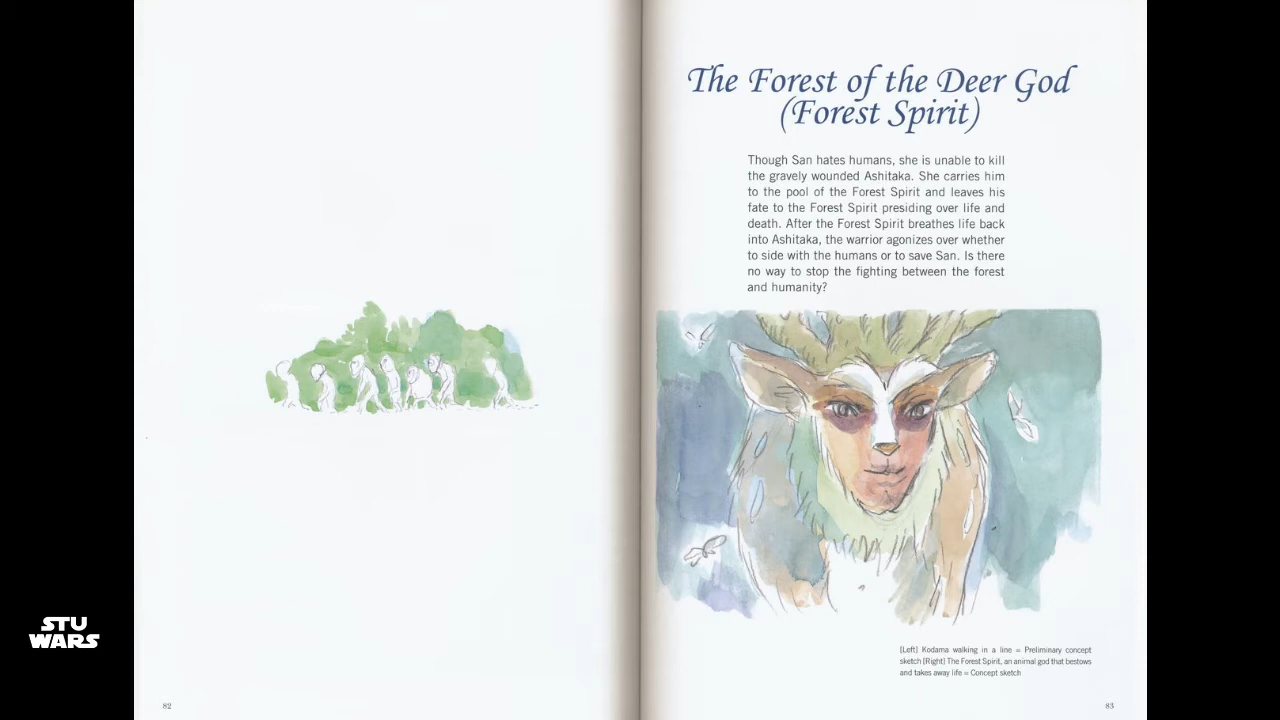 The Forest of the Deer God
(Forest Spirit)
Though San hates humans, she is unable to kill
the gravely wounded Ashitaka. She carries him
to the pool of the Forest Spirit and leaves his
fate to the Forest Spirit presiding over life and
death. After the Forest Spirit breathes life back
into Ashitaka, the warrior agonizes over whether
to side with the humans or to save San. Is there
no way to stop the fighting between the forest
and humanity?
[Left] Kodama walking in a line = Preliminary concept
sketch [Right] The Forest Spirit, an animal god that bestows
and takes away life = Concept sketch
STU
WARS
82
83